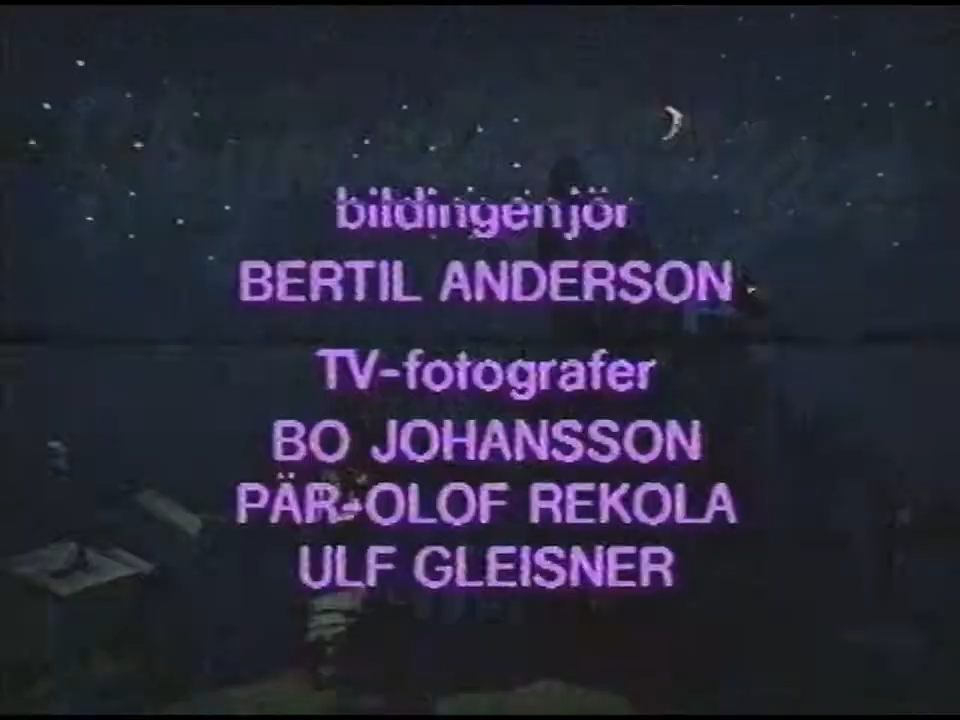 bildingenjör
BERTIL ANDERSON
TV-fotografer
BO JOHANSSON
PÄR-OLOF REKOLA
ULF GLEISNER